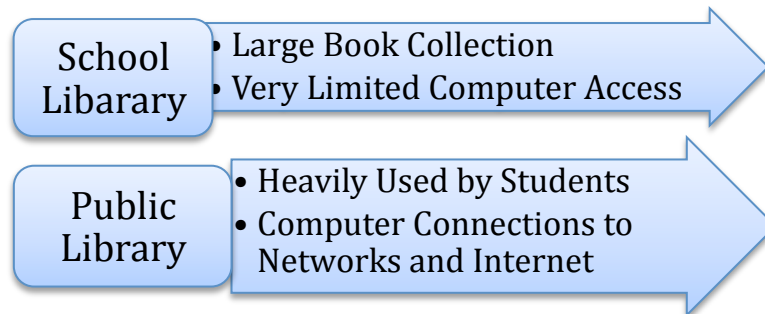 School
Libarary
• Large Book Collection
• Very Limited Computer Access
Public
Library
• Heavily Used by Students
• Computer Connections to
Networks and Internet